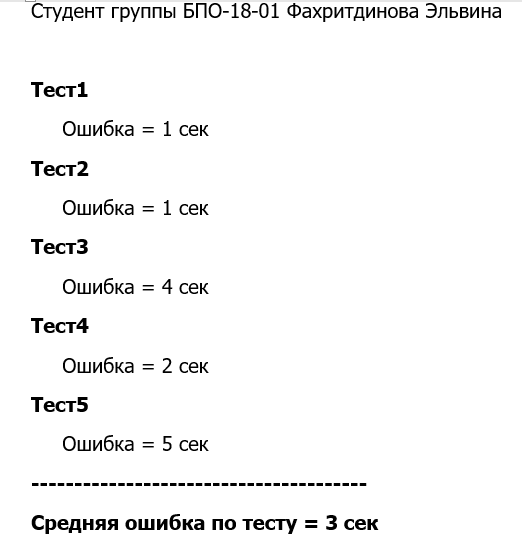 Студент группы БПО-18-01 Фахритдинова Эльвина
Тест1
Ошибка = 1 сек
Тест2
Ошибка = 1 сек
Тест3
Ошибка = 4 сек
Тест4
Ошибка = 2 сек
Тест5
Ошибка = 5 сек
---------------------------------------
Средняя ошибка по тесту = 3 сек